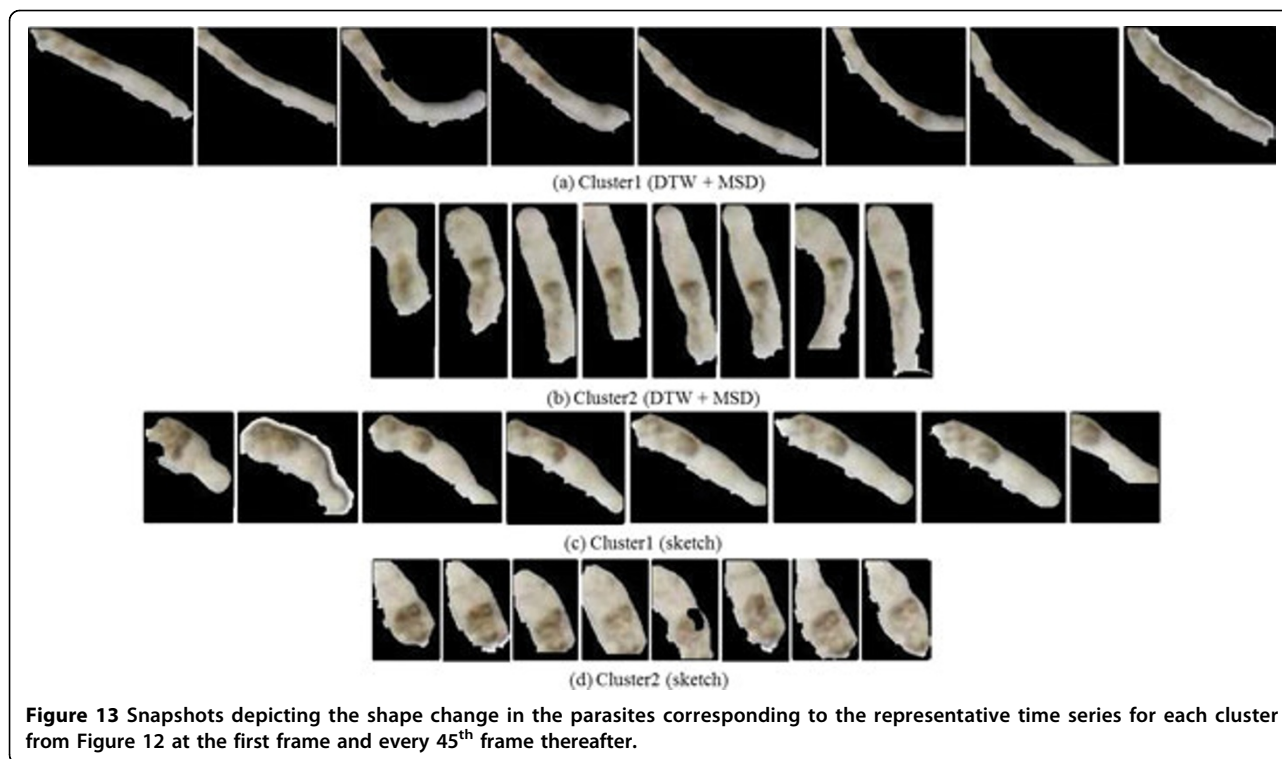 (a) Cluster1 (DTW + MSD)
(b) Cluster2 (DTW + MSD)
(c) Cluster1 (sketch)
(d) Cluster2 (sketch)
Figure 13 Snapshots depicting the shape change in the parasites corresponding to the representative time series for each cluster
from Figure 12 at the first frame and every 45th frame thereafter.